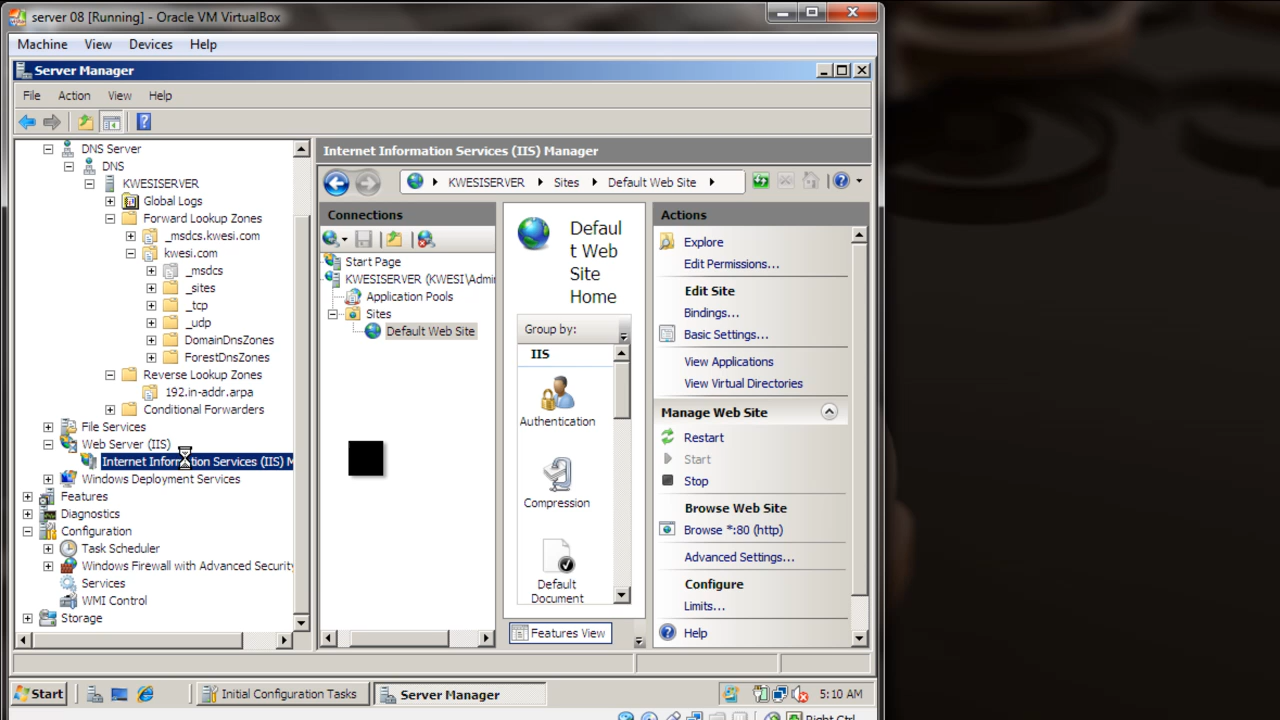 server 08 [Running] - Oracle VM VirtualBox
Machine View Devices Help
Server Manager
File Action View Help
DNS Server
DNS
KWESISERVER
Global Logs
Forward Lookup Zones
_msdcs.kwesi.com
kwesi.com
_msdcs
_sites
_tcp
_udp
DomainDnsZones
ForestDnsZones
Reverse Lookup Zones
192.in-addr.arpa
Conditional Forwarders
File Services
Web Server (IIS)
Internet Information Services (IIS) M
Windows Deployment Services
Features
Diagnostics
Configuration
Task Scheduler
Windows Firewall with Advanced Security
Services
WMI Control
Storage
Internet Information Services (IIS) Manager
KWESISERVER Sites Default Web Site
Connections
Start Page
KWESISERVER (KWESI\Admi
Application Pools
Sites
Default Web Site
Defaul
t Web
Site
Home
Group by:
IIS
Authentication
Compression
Default
Document
Features View
Actions
Explore
Edit Permissions...
Edit Site
Bindings...
Basic Settings...
View Applications
View Virtual Directories
Manage Web Site
Restart
Start
Stop
Browse Web Site
Browse *:80 (http)
Advanced Settings...
Configure
Limits...
Help
Start
Initial Configuration Tasks
Server Manager
5:10 AM
Right Ctrl